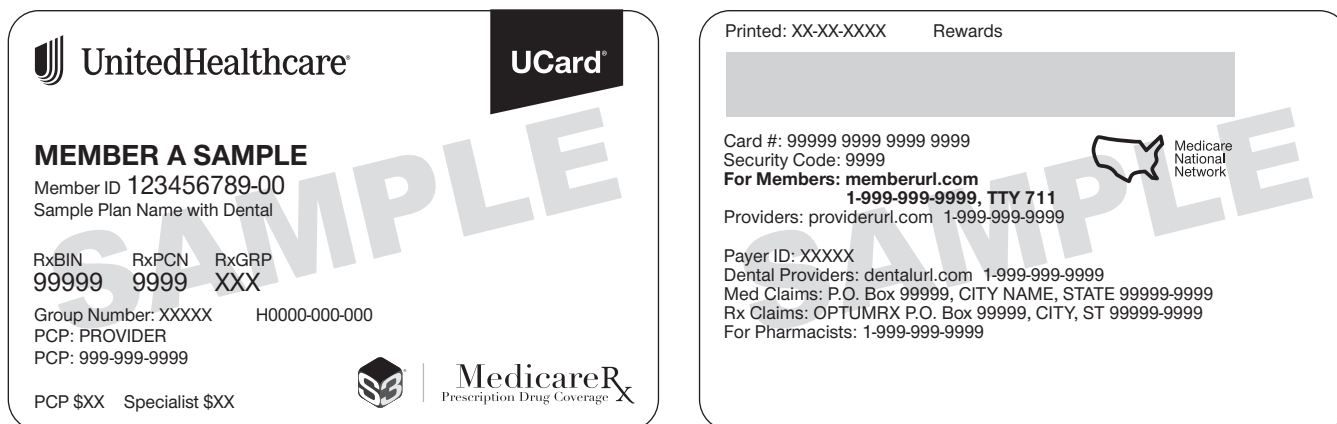 UnitedHealthcare®
UCard®
SAMPLE
MEMBER A SAMPLE
Member ID 123456789-00
Sample Plan Name with Dental
RxBIN RxPCN RxGRP
99999 9999 XXX
Group Number: XXXXX H0000-000-000
PCP: PROVIDER
PCP: 999-999-9999
PCP $XX Specialist $XX
S3®
MedicareRx
Prescription Drug Coverage
Printed: XX-XX-XXXX Rewards
SAMPLE
Card #: 99999 9999 9999 9999
Security Code: 9999
For Members: memberurl.com
1-999-999-9999, TTY 711
Providers: providerurl.com 1-999-999-9999
Medicare
National
Network
Payer ID: XXXXX
Dental Providers: dentalurl.com 1-999-999-9999
Med Claims: P.O. Box 99999, CITY NAME, STATE 99999-9999
Rx Claims: OPTUMRX P.O. Box 99999, CITY, ST 99999-9999
For Pharmacists: 1-999-999-9999